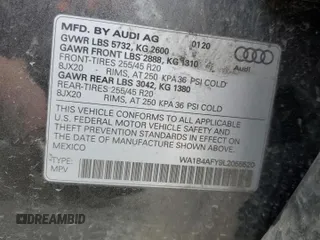 MFD. BY AUDI AG 0120
GVWR LBS 5732, KG 2600
GAWR FRONT LBS 2888, KG 1310
FRONT-TIRES 255/45 R20
8JX20 RIMS, AT 250 KPA 36 PSI COLD
GAWR REAR LBS 3042, KG 1380
REAR-TIRES 255/45 R20
8JX20 RIMS, AT 250 KPA 36 PSI COLD
Audi
THIS VEHICLE CONFORMS TO ALL APPLICABLE
U.S. FEDERAL MOTOR VEHICLE SAFETY
STANDARDS IN EFFECT ON THE
DATE OF MANUFACTURE SHOWN ABOVE
MEXICO
TYPE:
MPV
DREAMBID